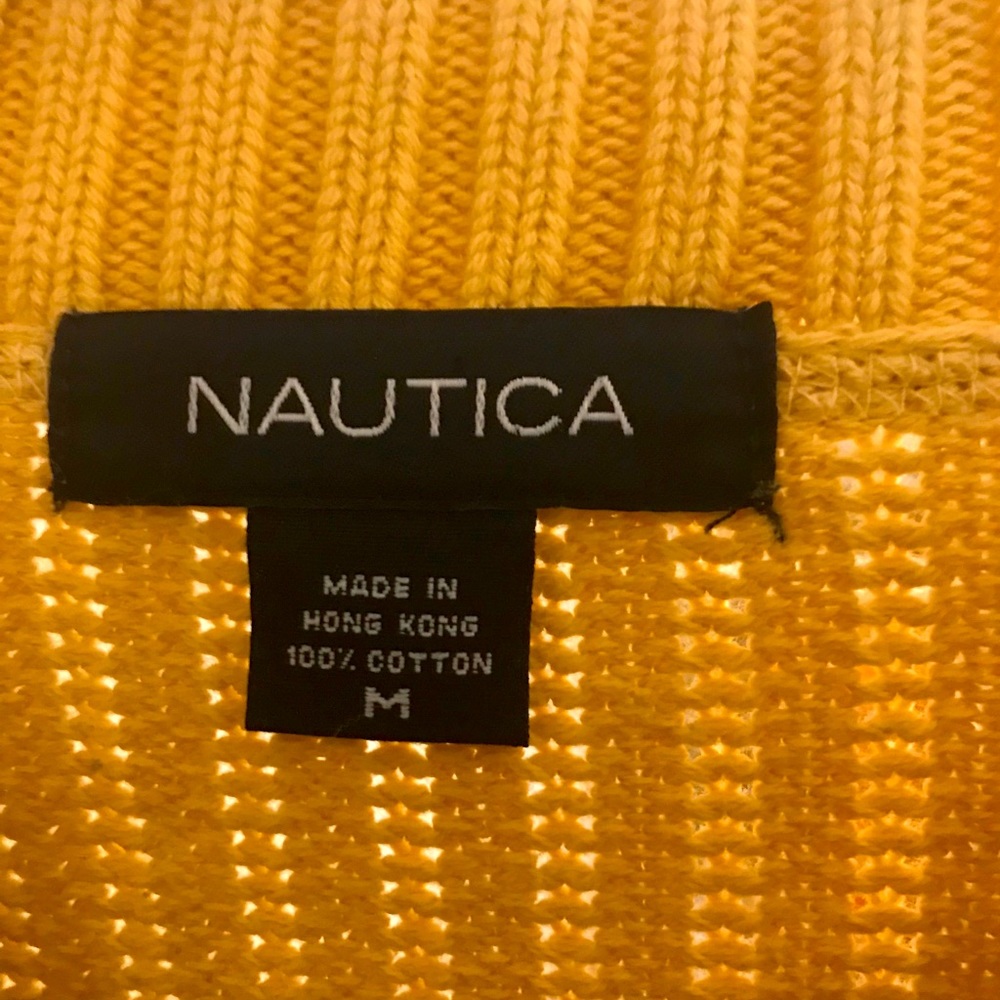 NAUTICA
MADE IN
HONG KONG
100% COTTON
M